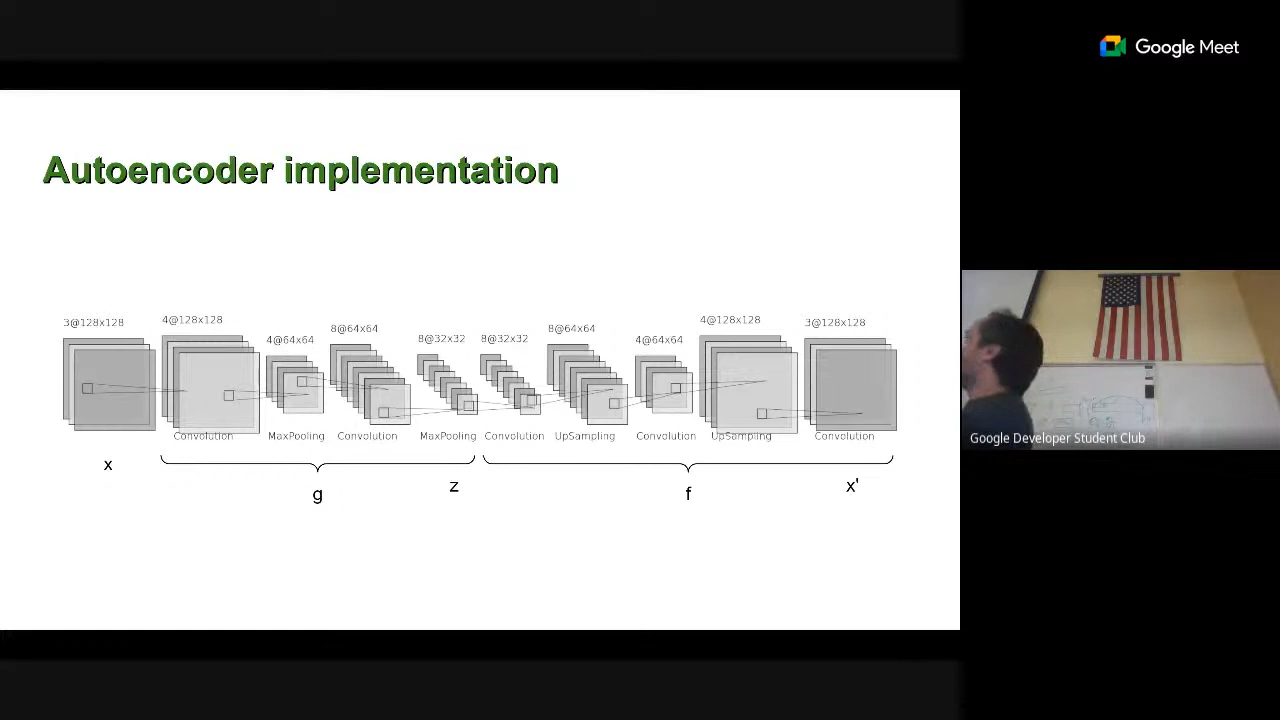 Google Meet
Autoencoder implementation
3@128x128
4@128x128
4@64x64
8@64x64
8@32x32
8@32x32
8@64x64
4@64x64
4@128x128
3@128x128
Convolution
MaxPooling
Convolution
MaxPooling
Convolution
UpSampling
Convolution
UpSampling
Convolution
x
g
z
f
x'
Google Developer Student Club